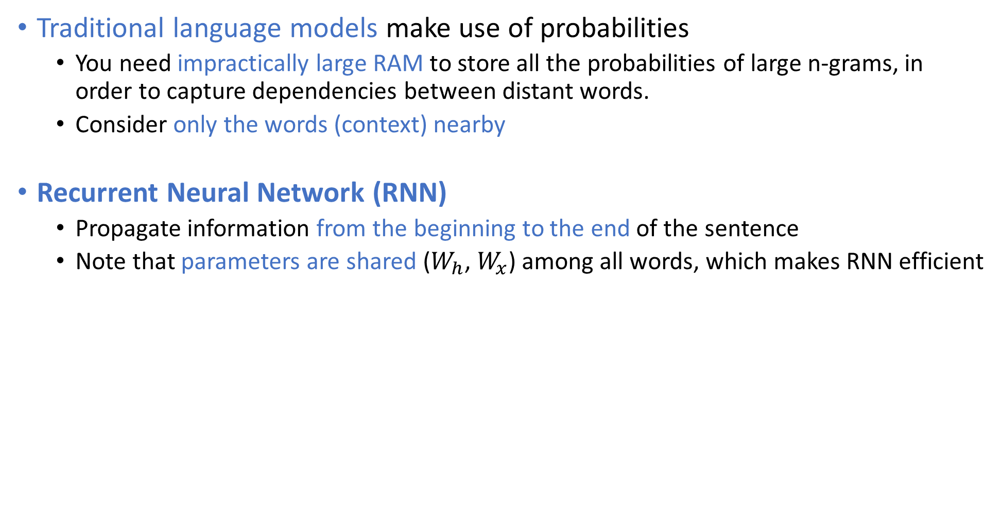 • Traditional language models make use of probabilities
• You need impractically large RAM to store all the probabilities of large n-grams, in
order to capture dependencies between distant words.
• Consider only the words (context) nearby
• Recurrent Neural Network (RNN)
• Propagate information from the beginning to the end of the sentence
• Note that parameters are shared (𝑊ₕ, 𝑊ₓ) among all words, which makes RNN efficient